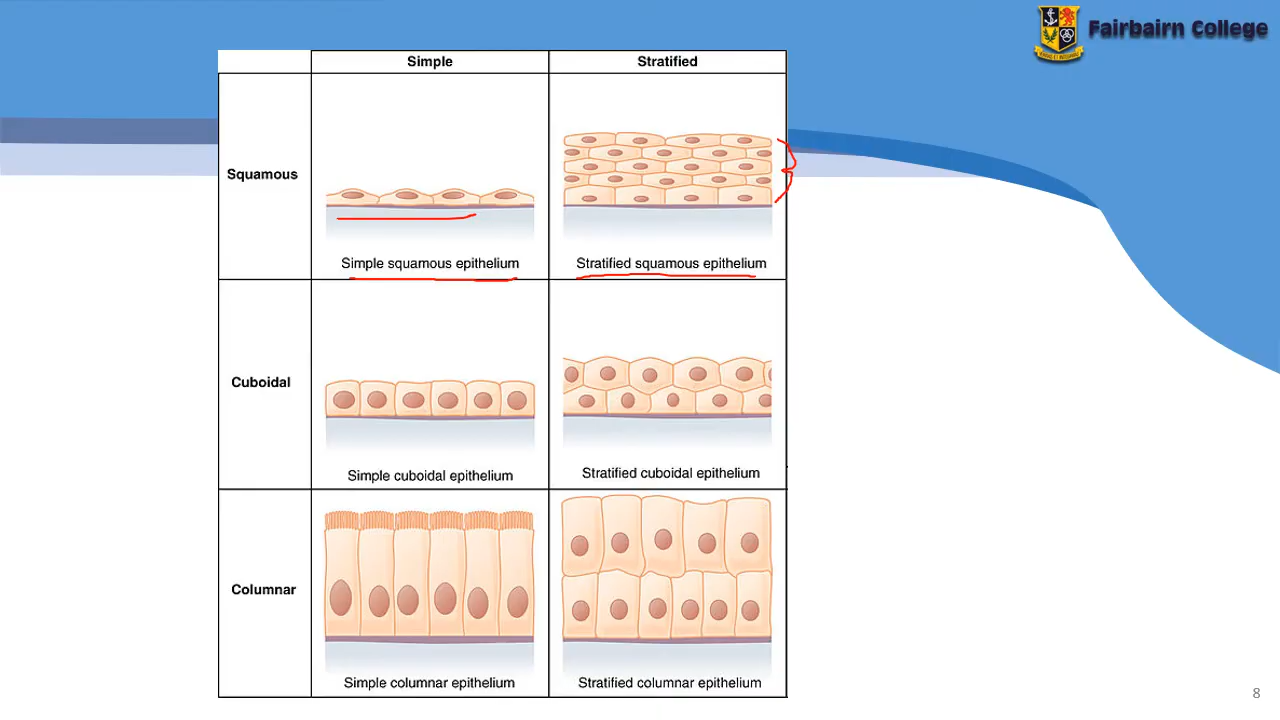 Fairbairn College
Simple Stratified
Squamous
Simple squamous epithelium Stratified squamous epithelium
Cuboidal
Simple cuboidal epithelium Stratified cuboidal epithelium
Columnar
Simple columnar epithelium Stratified columnar epithelium
8